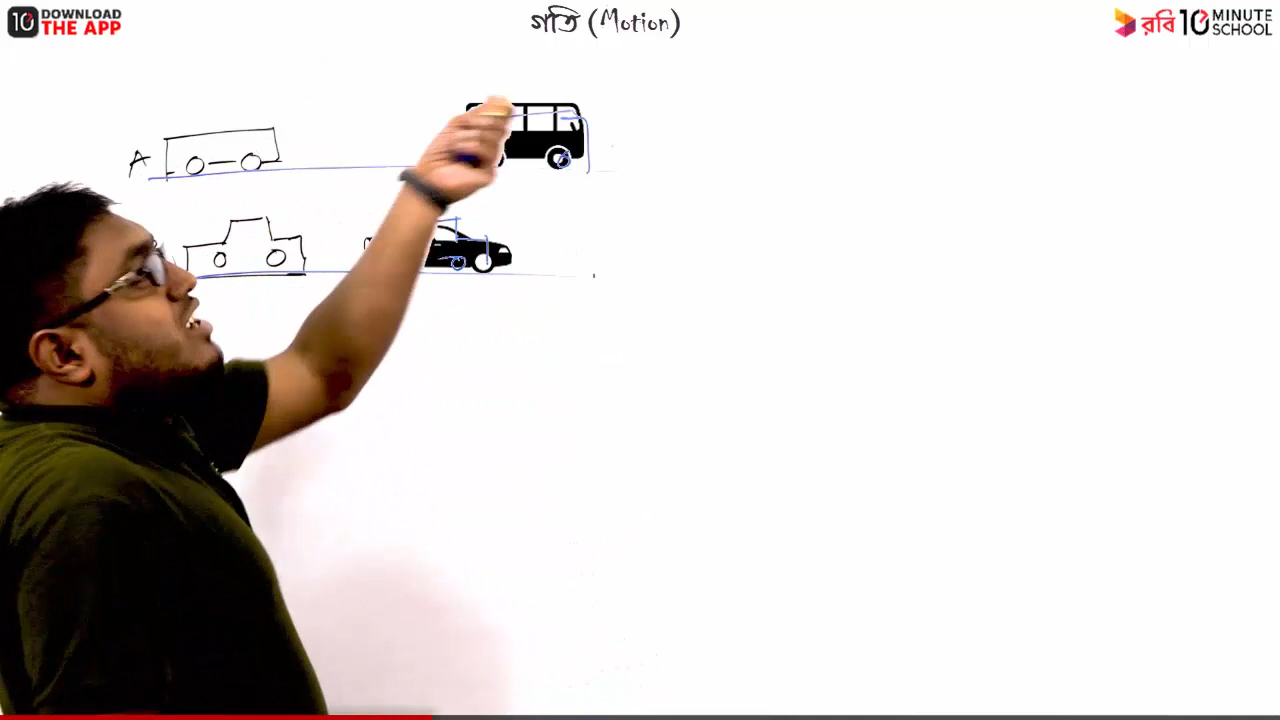 10 DOWNLOAD THE APP
গতি (Motion)
রবি 10 MINUTE SCHOOL
A